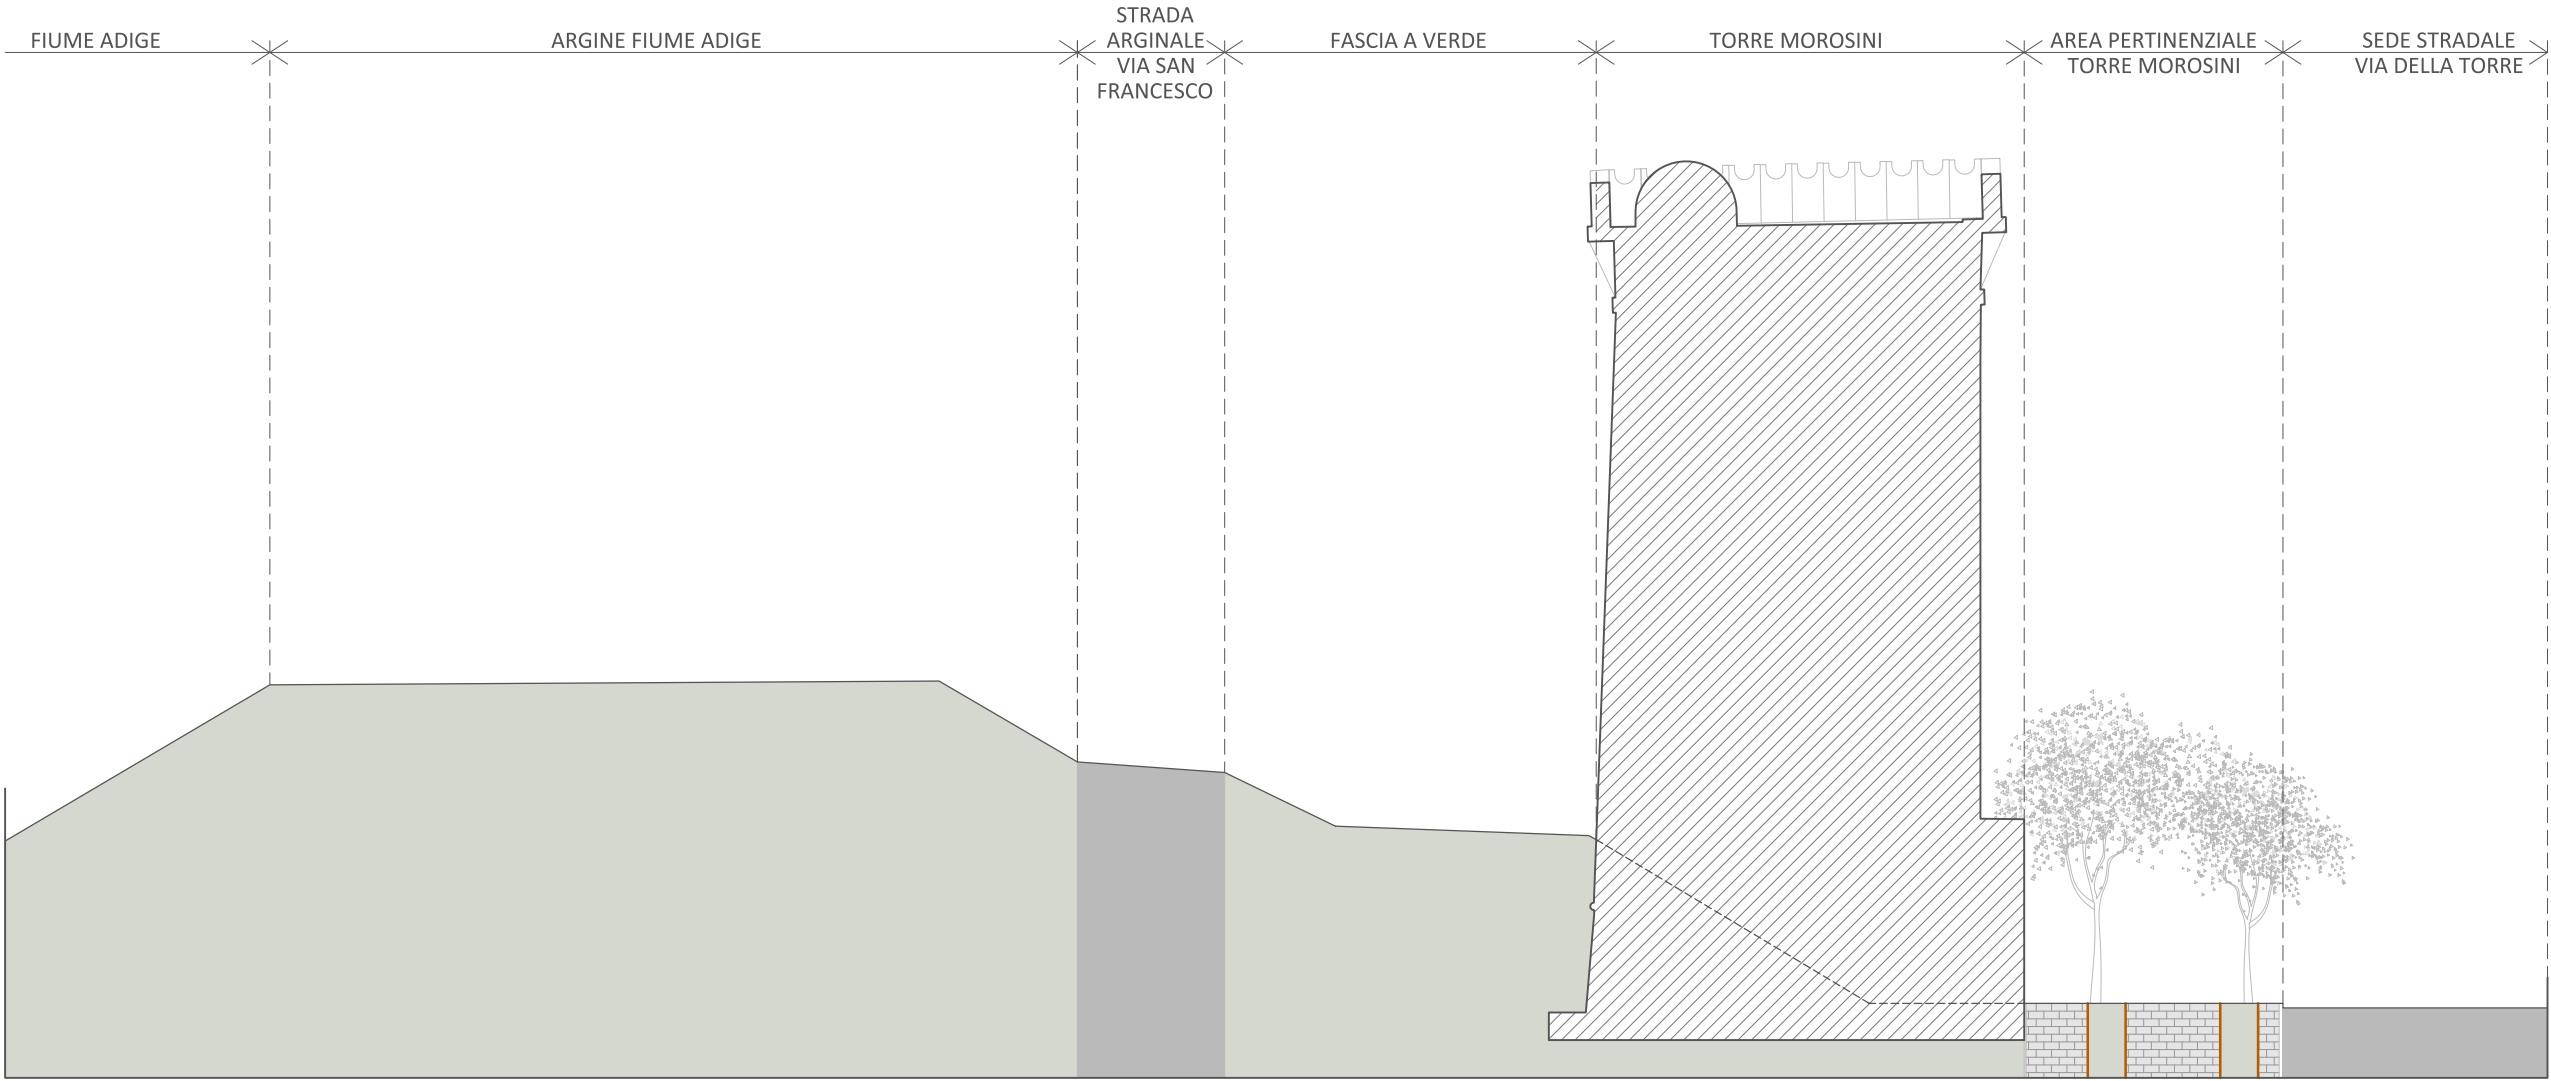 FIUME ADIGE
ARGINE FIUME ADIGE
STRADA
ARGINALE
VIA SAN
FRANCESCO
FASCIA A VERDE
TORRE MOROSINI
AREA PERTINENZIALE
TORRE MOROSINI
SEDE STRADALE
VIA DELLA TORRE